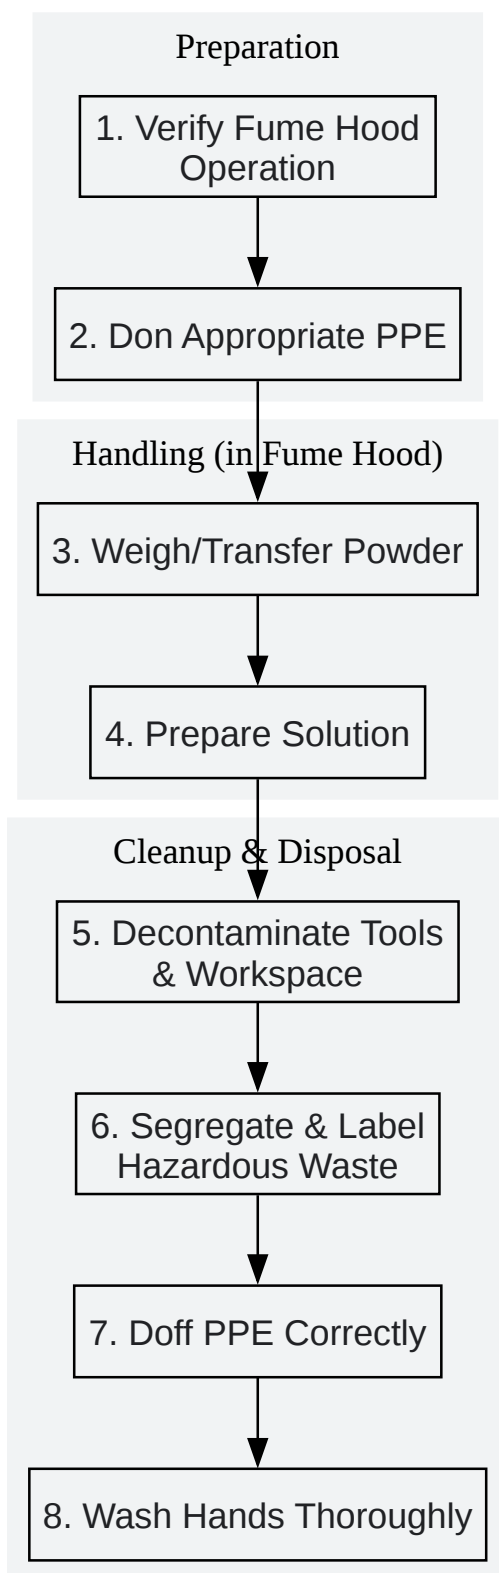 Preparation
1. Verify Fume Hood
Operation
2. Don Appropriate PPE
Handling (in Fume Hood)
3. Weigh/Transfer Powder
4. Prepare Solution
Cleanup & Disposal
5. Decontaminate Tools
& Workspace
6. Segregate & Label
Hazardous Waste
7. Doff PPE Correctly
8. Wash Hands Thoroughly